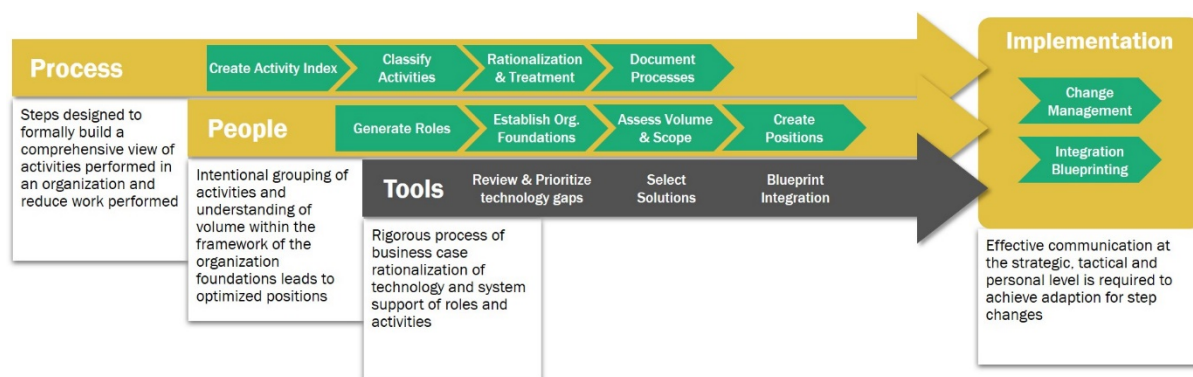 Process
Create Activity Index
Classify
Activities
Rationalization
& Treatment
Document
Processes
Steps designed to
formally build a
comprehensive view of
activities performed in
an organization and
reduce work performed
People
Generate Roles
Establish Org.
Foundations
Assess Volume
& Scope
Create
Positions
Intentional grouping of
activities and
understanding of
volume within the
framework of the
organization
foundations leads to
optimized positions
Tools
Review & Prioritize
technology gaps
Select
Solutions
Blueprint
Integration
Rigorous process of
business case
rationalization of
technology and system
support of roles and
activities
Implementation
Change
Management
Integration
Blueprinting
Effective communication at
the strategic, tactical and
personal level is required to
achieve adaption for step
changes